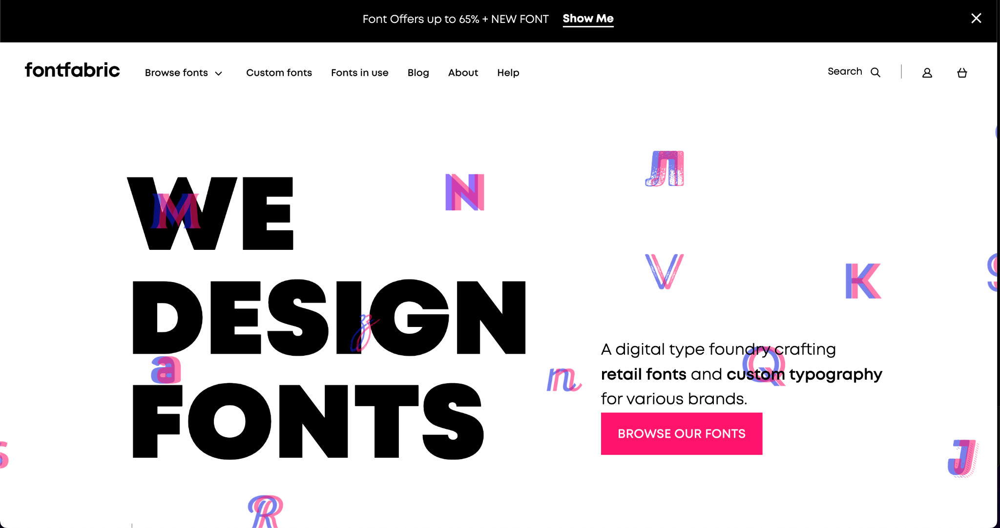 Font Offers up to 65% + NEW FONT Show Me
fontfabric Browse fonts Custom fonts Fonts in use Blog About Help Search
Л
N
WE
M
V
K
9
DESIGN
z
A digital type foundry crafting
Q
retail fonts and custom typography
a
n
for various brands.
FONTS
BROWSE OUR FONTS
J
R